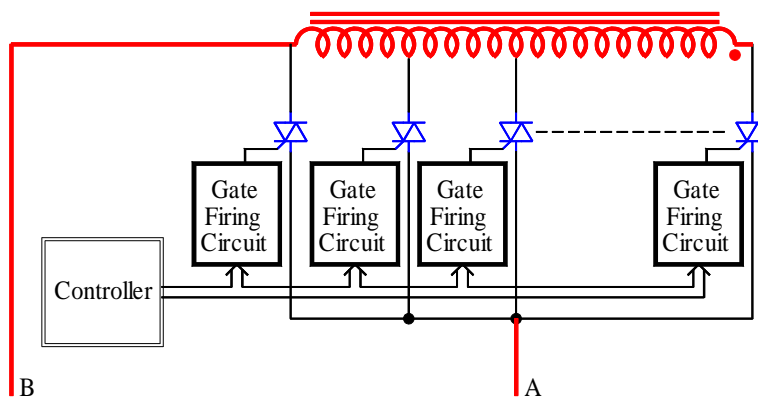 Gate
Firing
Circuit
Gate
Firing
Circuit
Gate
Firing
Circuit
Gate
Firing
Circuit
Controller
B
A